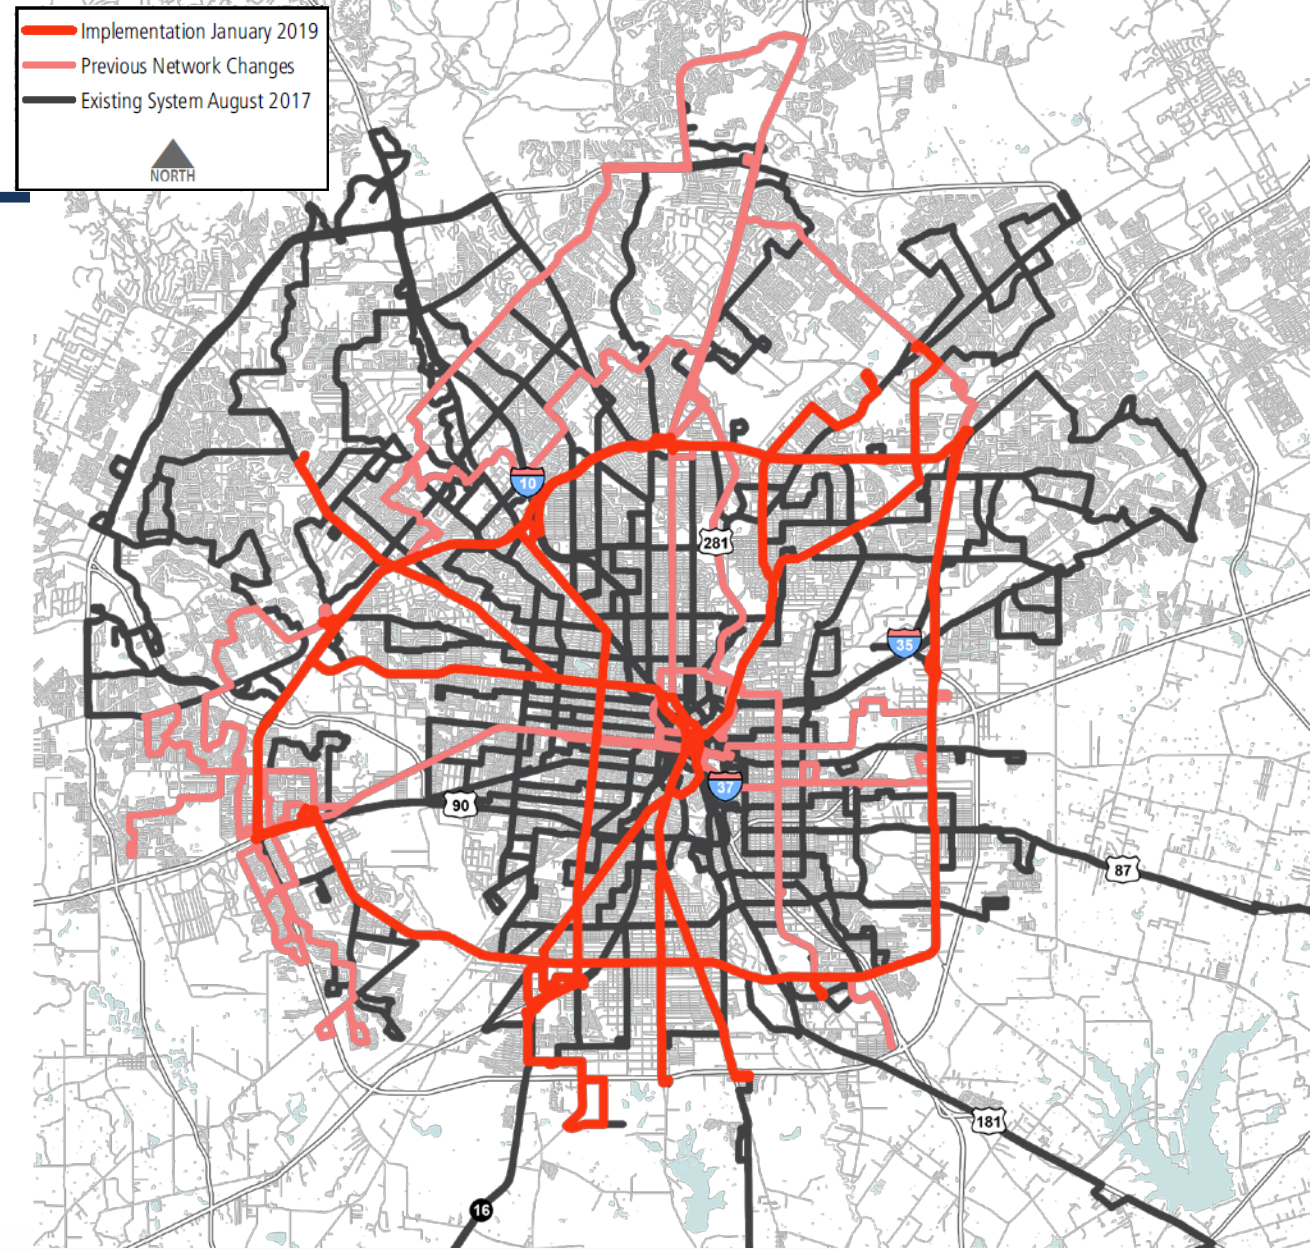 Implementation January 2019
Previous Network Changes
Existing System August 2017
NORTH
10
281
35
37
90
87
181
16